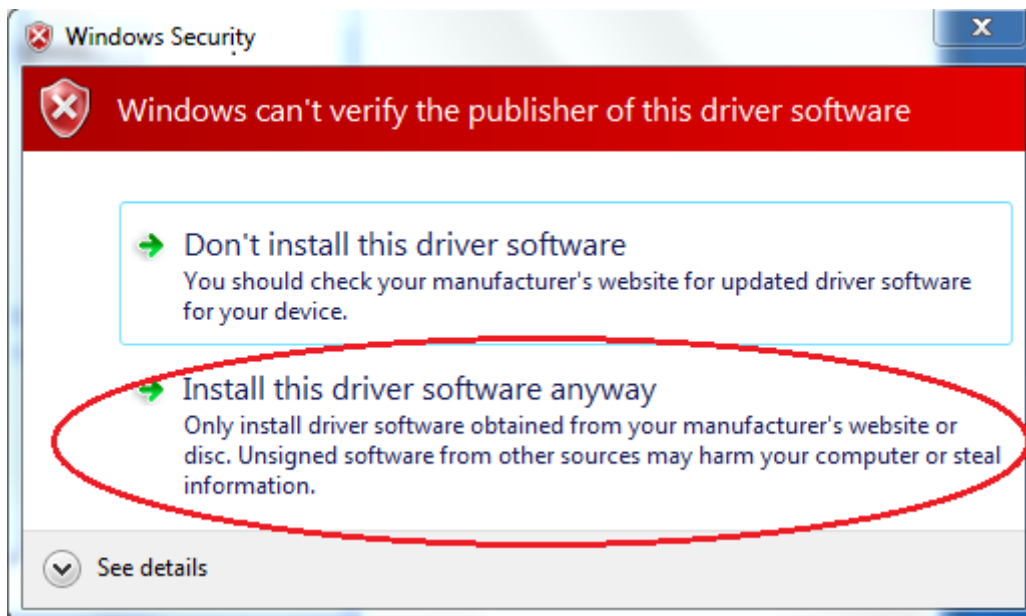 Windows Security
Windows can't verify the publisher of this driver software
Don't install this driver software
You should check your manufacturer's website for updated driver software
for your device.
Install this driver software anyway
Only install driver software obtained from your manufacturer's website or
disc. Unsigned software from other sources may harm your computer or steal
information.
See details